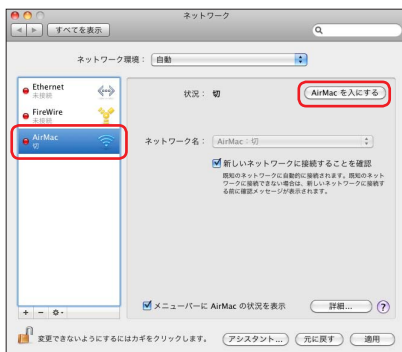 ネットワーク
すべてを表示
ネットワーク環境： 自動
Ethernet
未接続
FireWire
未接続
AirMac
切
状況： 切
AirMac を入にする
ネットワーク名： AirMac：切
新しいネットワークに接続することを確認
既知のネットワークに自動的に接続されます。既知のネット
ワークに接続できない場合は、新しいネットワークに接続す
る前に確認メッセージが表示されます。
メニューバーに AirMac の状況を表示
詳細...
?
変更できないようにするにはカギをクリックします。
アシスタント...
元に戻す
適用